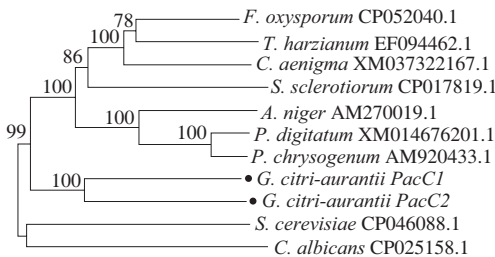 78 F. oxysporum CP052040.1
100 T. harzianum EF094462.1
86 C. aenigma XM037322167.1
S. sclerotiorum CP017819.1
100
A. niger AM270019.1
99 100 P. digitatum XM014676201.1
100 P. chrysogenum AM920433.1
100 • G. citri-aurantii PacC1
• G. citri-aurantii PacC2
S. cerevisiae CP046088.1
C. albicans CP025158.1